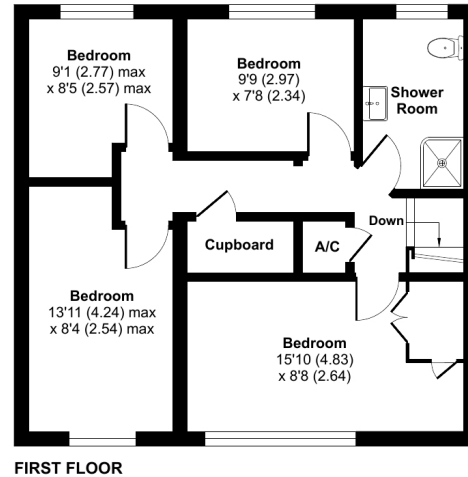 Bedroom
9'1 (2.77) max
x 8'5 (2.57) max
Bedroom
9'9 (2.97)
x 7'8 (2.34)
Shower
Room
Down
Cupboard
A/C
Bedroom
13'11 (4.24) max
x 8'4 (2.54) max
Bedroom
15'10 (4.83)
x 8'8 (2.64)
FIRST FLOOR